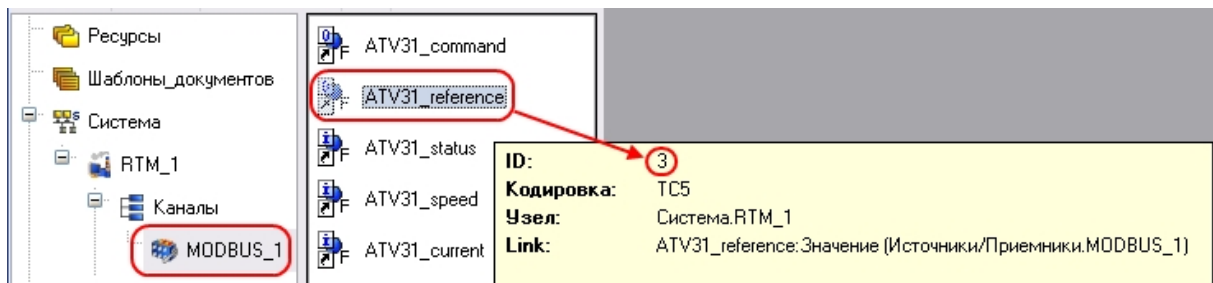 Ресурсы
Шаблоны_документов
Система
RTM_1
Каналы
MODBUS_1
ATV31_command
ATV31_reference
ATV31_status
ATV31_speed
ATV31_current
ID: 3
Кодировка: TC5
Узел: Система.RTM_1
Link: ATV31_reference:Значение (Источники/Приемники.MODBUS_1)